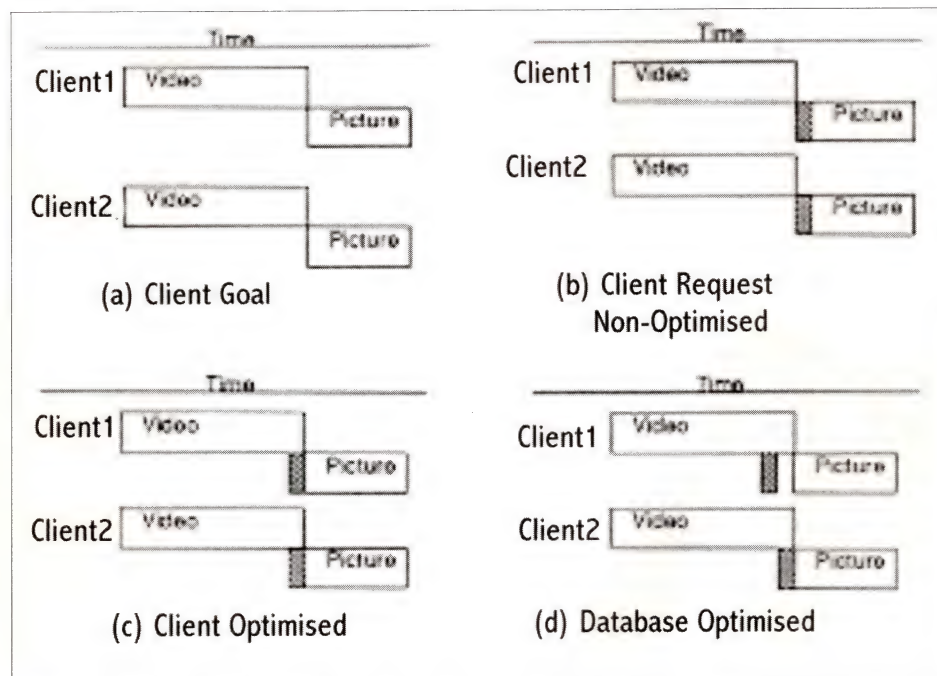 Time
Client1
Video
Picture
Client2
Video
Picture
(a) Client Goal
Time
Client1
Video
Picture
Client2
Video
Picture
(b) Client Request
Non-Optimised
Time
Client1
Video
Picture
Client2
Video
Picture
(c) Client Optimised
Time
Client1
Video
Picture
Client2
Video
Picture
(d) Database Optimised